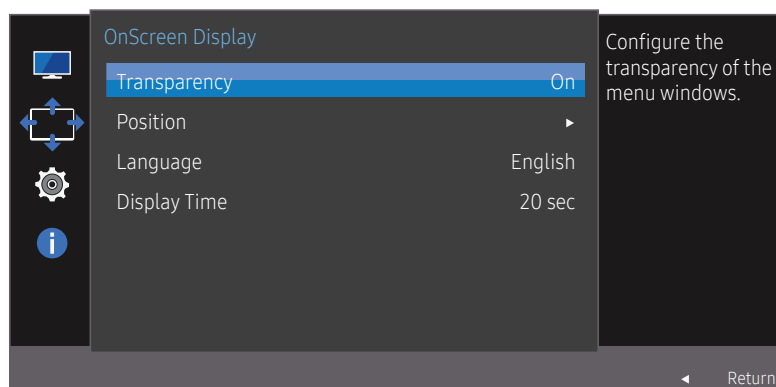 OnScreen Display
Transparency On
Position ▸
Language English
Display Time 20 sec
Configure the
transparency of the
menu windows.
i
◂ Return